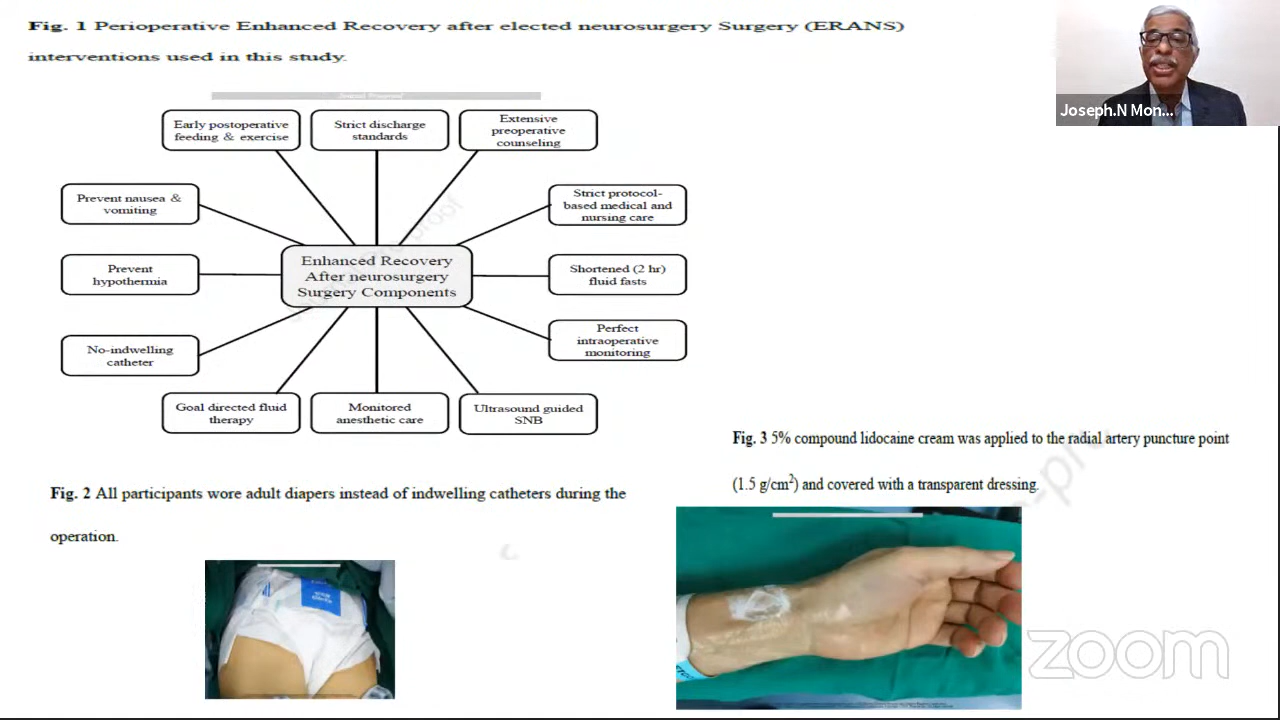 Fig. 1 Perioperative Enhanced Recovery after elected neurosurgery Surgery (ERANS)
interventions used in this study.
Joseph.N Mon...
Early postoperative
feeding & exercise
Strict discharge
standards
Extensive
preoperative
counseling
Prevent nausea &
vomiting
Strict protocol-
based medical and
nursing care
Enhanced Recovery
After neurosurgery
Surgery Components
Prevent
hypothermia
Shortened (2 hr)
fluid fasts
No-indwelling
catheter
Perfect
intraoperative
monitoring
Goal directed fluid
therapy
Monitored
anesthetic care
Ultrasound guided
SNB
Fig. 2 All participants wore adult diapers instead of indwelling catheters during the
operation.
Fig. 3 5% compound lidocaine cream was applied to the radial artery puncture point
(1.5 g/cm²) and covered with a transparent dressing.
zoom